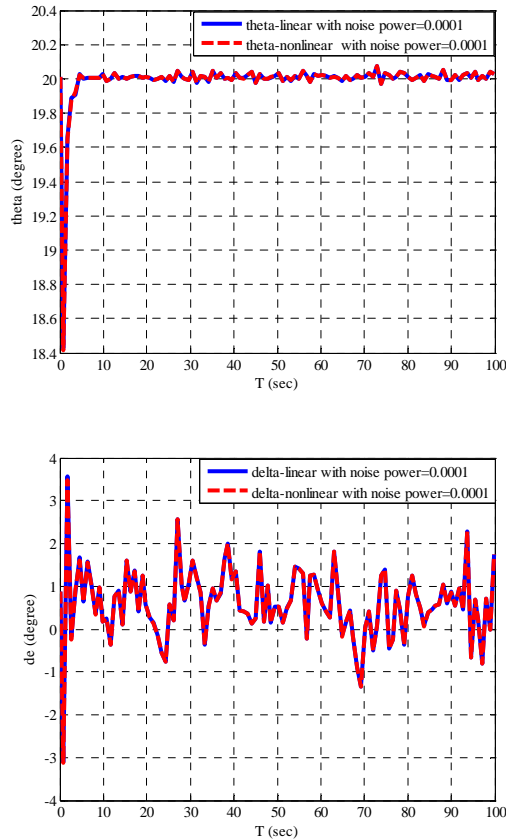 20.4
20.2
20
19.8
19.6
19.4
19.2
19
18.8
18.6
18.4
theta (degree)
theta-linear with noise power=0.0001
theta-nonlinear with noise power=0.0001
0 10 20 30 40 50 60 70 80 90 100
T (sec)
4
3
2
1
0
-1
-2
-3
-4
de (degree)
delta-linear with noise power=0.0001
delta-nonlinear with noise power=0.0001
0 10 20 30 40 50 60 70 80 90 100
T (sec)